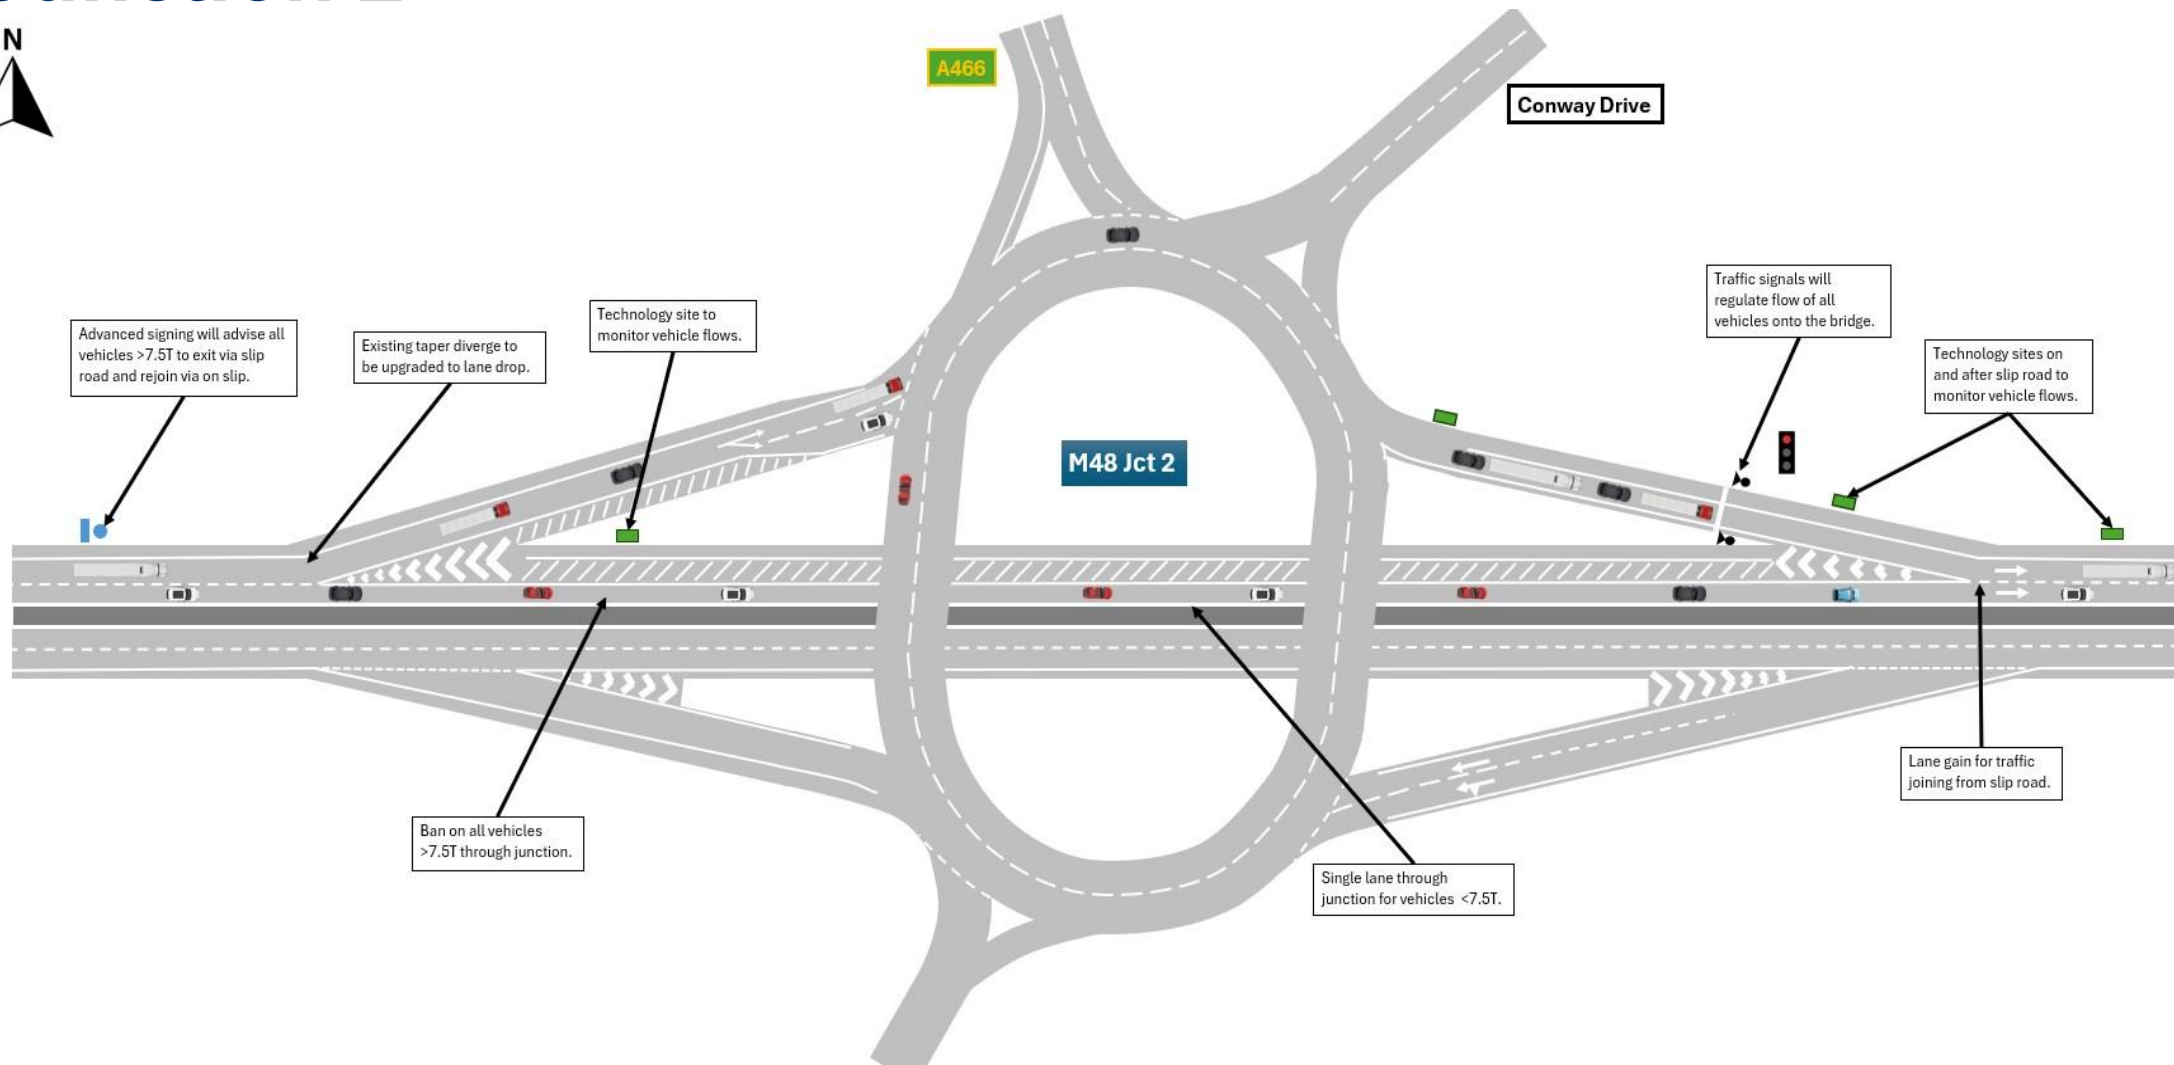 N
A466
Conway Drive
Traffic signals will
regulate flow of all
vehicles onto the bridge.
Technology site to
monitor vehicle flows.
Advanced signing will advise all
vehicles >7.5T to exit via slip
road and rejoin via on slip.
Existing taper diverge to
be upgraded to lane drop.
Technology sites on
and after slip road to
monitor vehicle flows.
M48 Jct 2
Lane gain for traffic
joining from slip road.
Ban on all vehicles
>7.5T through junction.
Single lane through
junction for vehicles <7.5T.